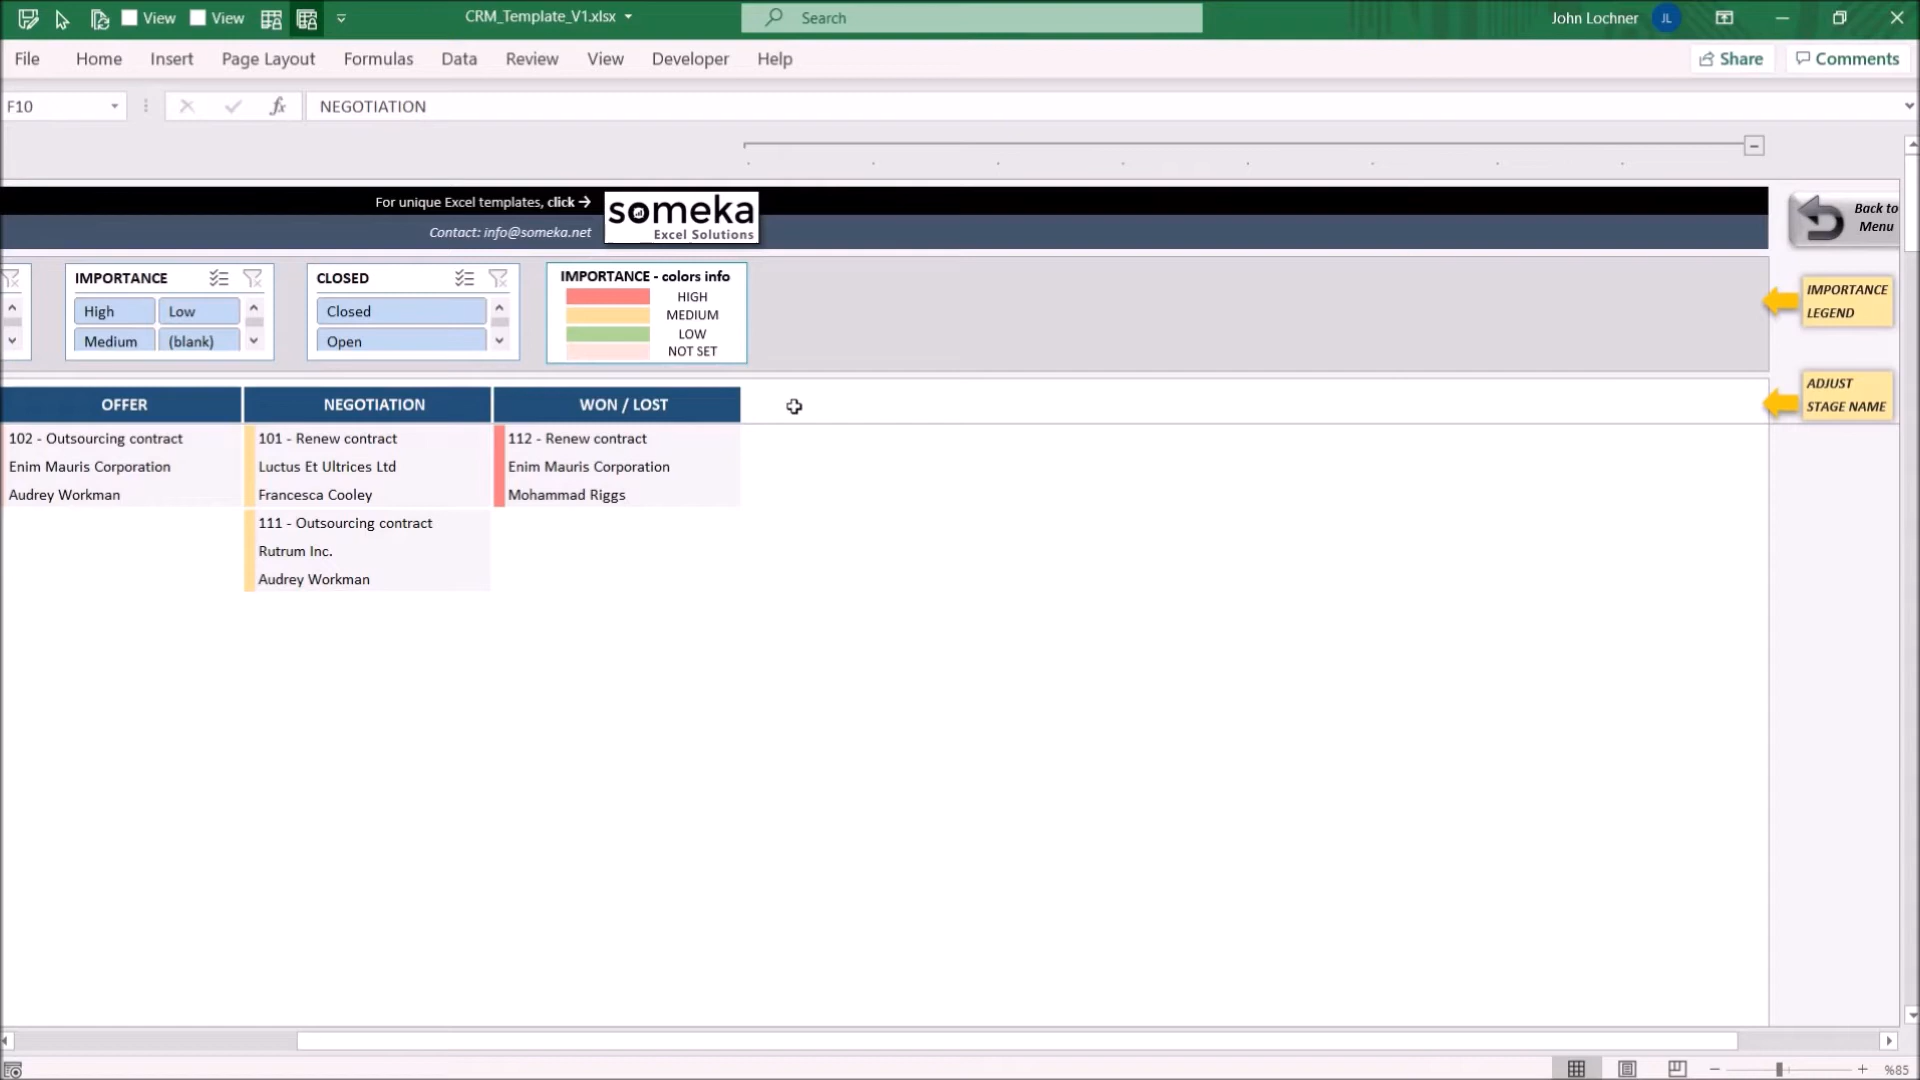 View
View
CRM_Template_V1.xlsx
Search
John Lochner
JL
File
Home
Insert
Page Layout
Formulas
Data
Review
View
Developer
Help
Share
Comments
F10
fx
NEGOTIATION
For unique Excel templates, click →
Contact: info@someka.net
someka
Excel Solutions
Back to
Menu
IMPORTANCE
High
Low
Medium
(blank)
CLOSED
Closed
Open
IMPORTANCE - colors info
HIGH
MEDIUM
LOW
NOT SET
IMPORTANCE
LEGEND
ADJUST
STAGE NAME
OFFER
NEGOTIATION
WON / LOST
102 - Outsourcing contract
Enim Mauris Corporation
Audrey Workman
101 - Renew contract
Luctus Et Ultrices Ltd
Francesca Cooley
112 - Renew contract
Enim Mauris Corporation
Mohammad Riggs
111 - Outsourcing contract
Rutrum Inc.
Audrey Workman
%85